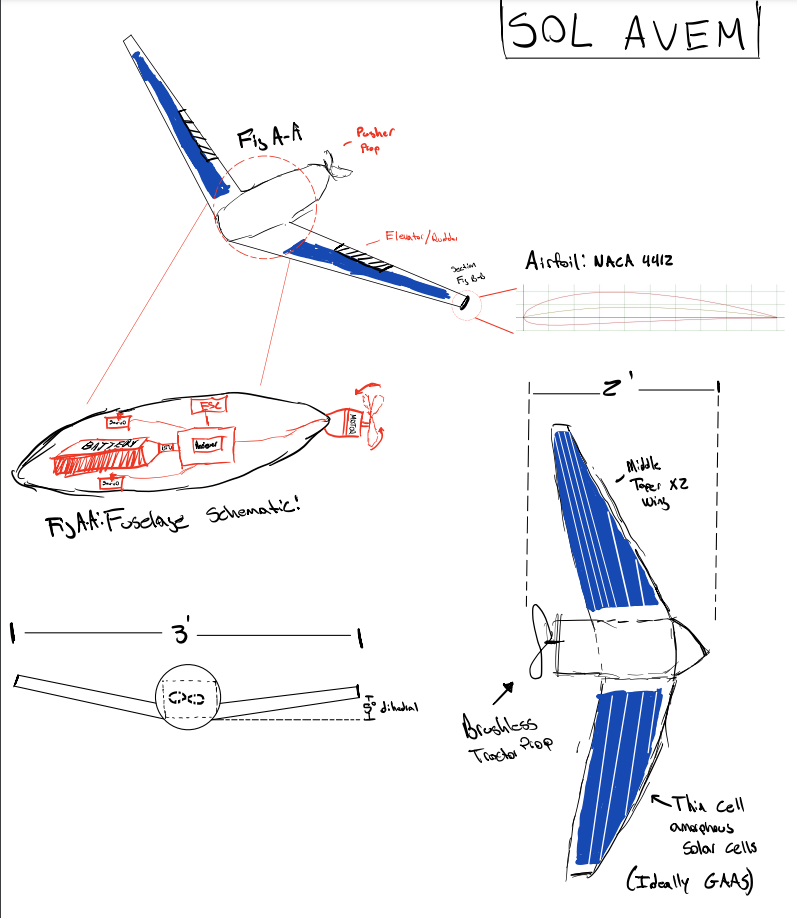 SOL AVEM
Fig A-A
Pusher
Prop
Elevator/Rudder
Section
Fig B-B
Airfoil: NACA 4412
ESC
Servo
BATTERY
MOTOR
Servo
Fig A-A: Fuselage Schematic!
2'
Middle
Taper X2
Wing
3'
5° dihedral
Brushless
Tractor Prop
Thin Cell
amorphous
Solar cells
(Ideally GAAS)